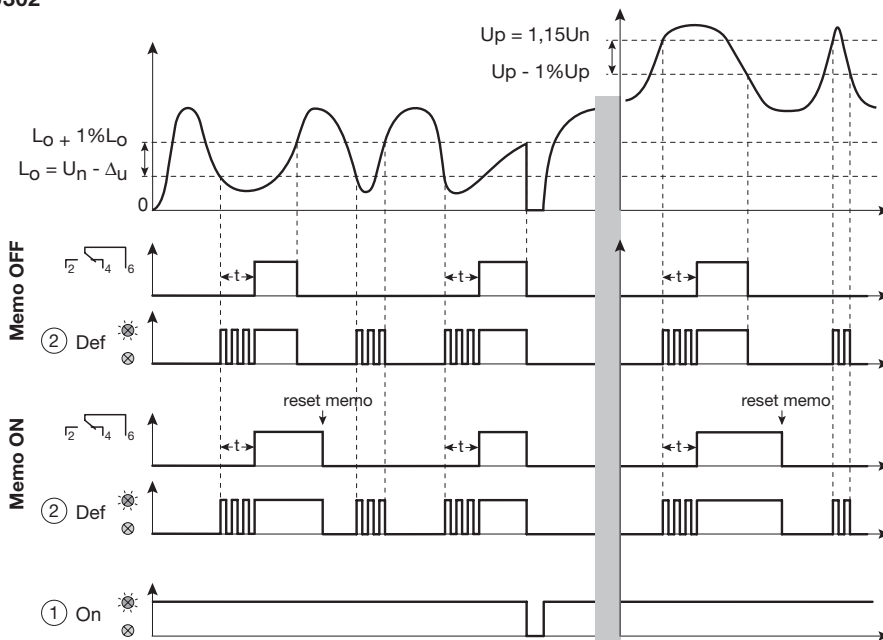 Up = 1,15Un
Up - 1%Up
Lo + 1%Lo
Lo = Un - Δu
0
Memo OFF
2 4 6
t t t
2 Def
Memo ON
reset memo reset memo
2 4 6
t t t
2 Def
1 On